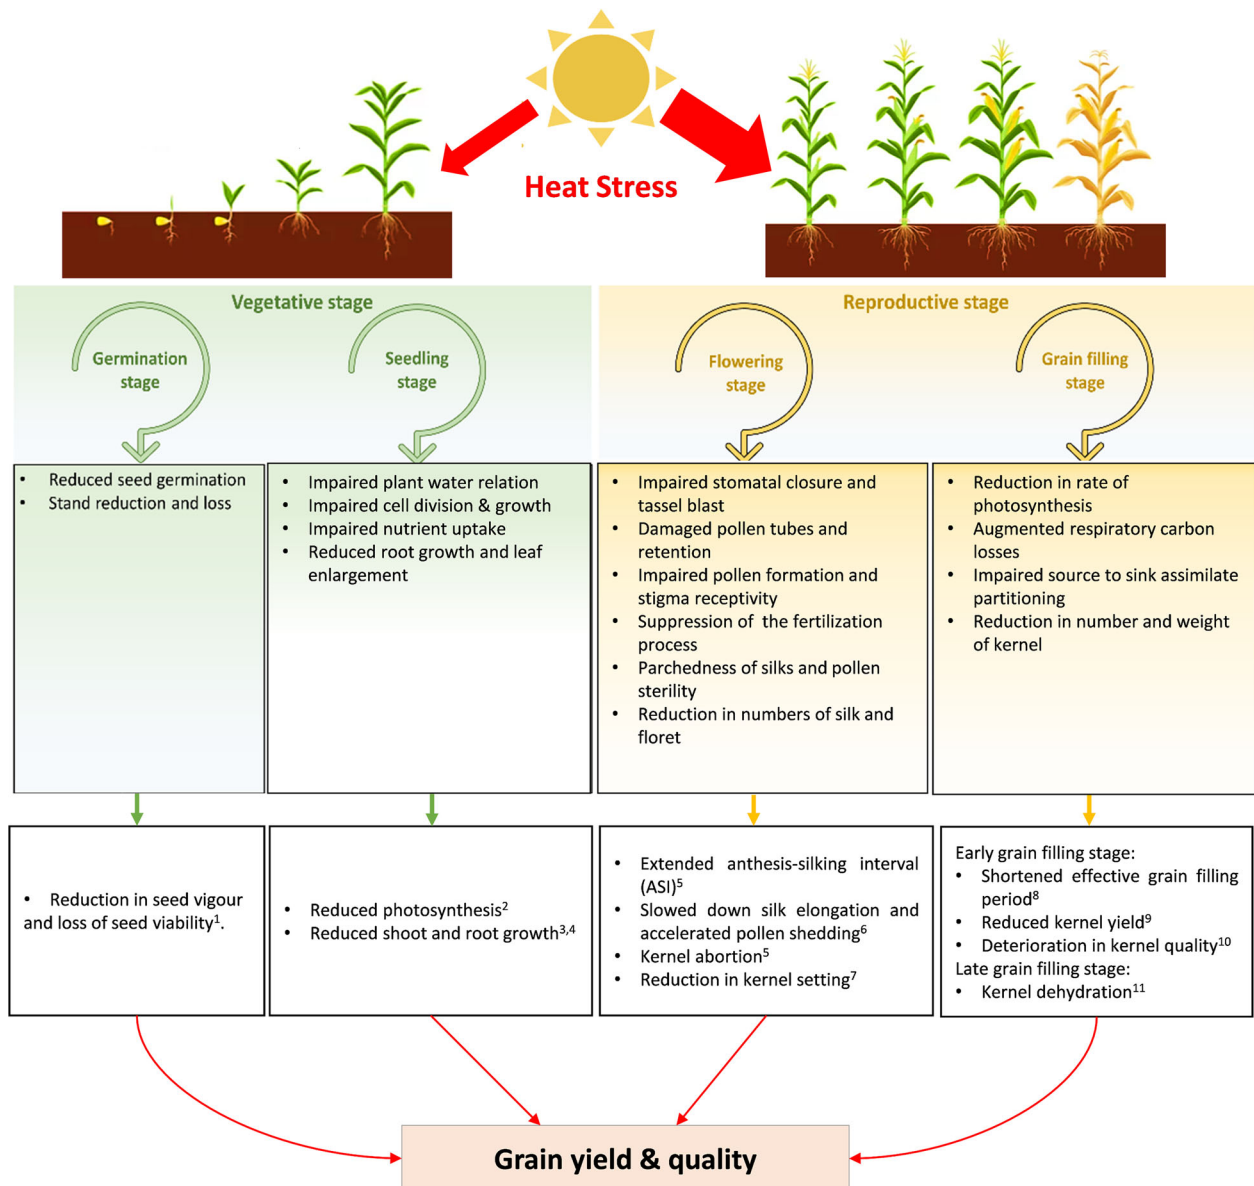 Heat Stress
Vegetative stage
Germination
stage
Seedling
stage
Reproductive stage
Flowering
stage
Grain filling
stage
• Reduced seed germination
• Stand reduction and loss
• Impaired plant water relation
• Impaired cell division & growth
• Impaired nutrient uptake
• Reduced root growth and leaf
enlargement
• Impaired stomatal closure and
tassel blast
• Damaged pollen tubes and
retention
• Impaired pollen formation and
stigma receptivity
• Suppression of the fertilization
process
• Parchedness of silks and pollen
sterility
• Reduction in numbers of silk and
floret
• Reduction in rate of
photosynthesis
• Augmented respiratory carbon
losses
• Impaired source to sink assimilate
partitioning
• Reduction in number and weight
of kernel
• Reduction in seed vigour
and loss of seed viability¹.
• Reduced photosynthesis²
• Reduced shoot and root growth³,⁴
• Extended anthesis-silking interval
(ASI)⁵
• Slowed down silk elongation and
accelerated pollen shedding⁶
• Kernel abortion⁵
• Reduction in kernel setting⁷
Early grain filling stage:
• Shortened effective grain filling
period⁸
• Reduced kernel yield⁹
• Deterioration in kernel quality¹⁰
Late grain filling stage:
• Kernel dehydration¹¹
Grain yield & quality